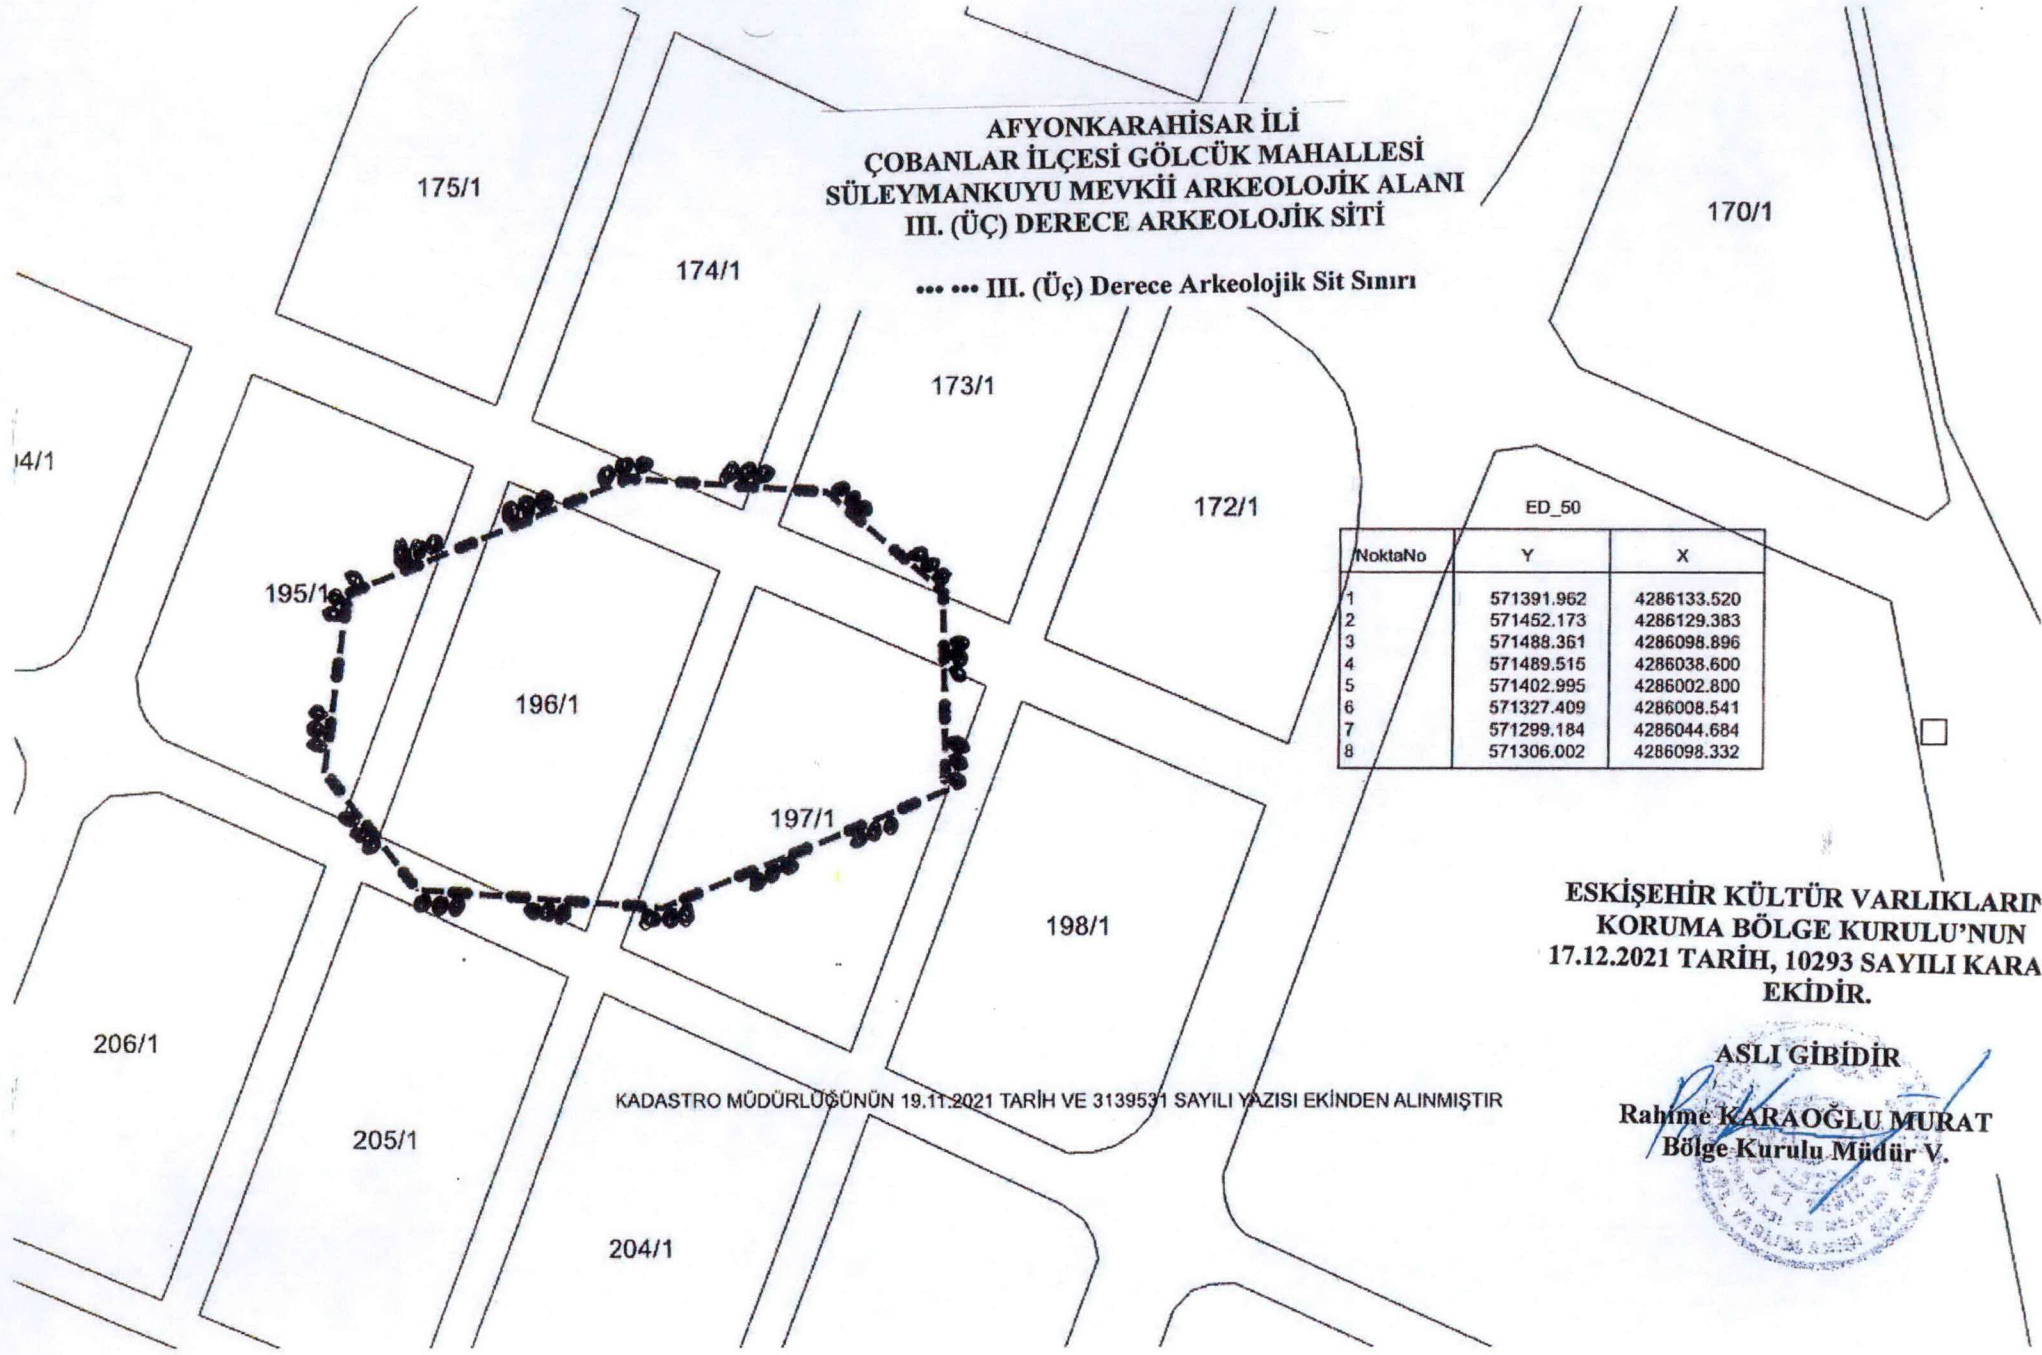 AFYONKARAHİSAR İLİ
ÇOBANLAR İLÇESİ GÖLCÜK MAHALLESİ
SÜLEYMANKUYU MEVKİİ ARKEOLOJİK ALANI
III. (ÜÇ) DERECE ARKEOLOJİK SİTİ
III. (Üç) Derece Arkeolojik Sit Sınırı
175/1
174/1
170/1
173/1
4/1
172/1
195/1
196/1
197/1
198/1
206/1
205/1
204/1
ED_50
NoktaNo Y X
1 571391.962 4286133.520
2 571452.173 4286129.383
3 571488.361 4286098.896
4 571489.515 4286038.600
5 571402.995 4286002.800
6 571327.409 4286008.541
7 571299.184 4286044.684
8 571306.002 4286098.332
ESKİŞEHİR KÜLTÜR VARLIKLARIN
KORUMA BÖLGE KURULU'NUN
17.12.2021 TARİH, 10293 SAYILI KARA
EKİDİR.
ASLI GİBİDİR
Rahime KARAOĞLU MURAT
Bölge Kurulu Müdür V.
KADASTRO MÜDÜRLÜĞÜNÜN 19.11.2021 TARİH VE 3139531 SAYILI YAZISI EKİNDEN ALINMIŞTIR